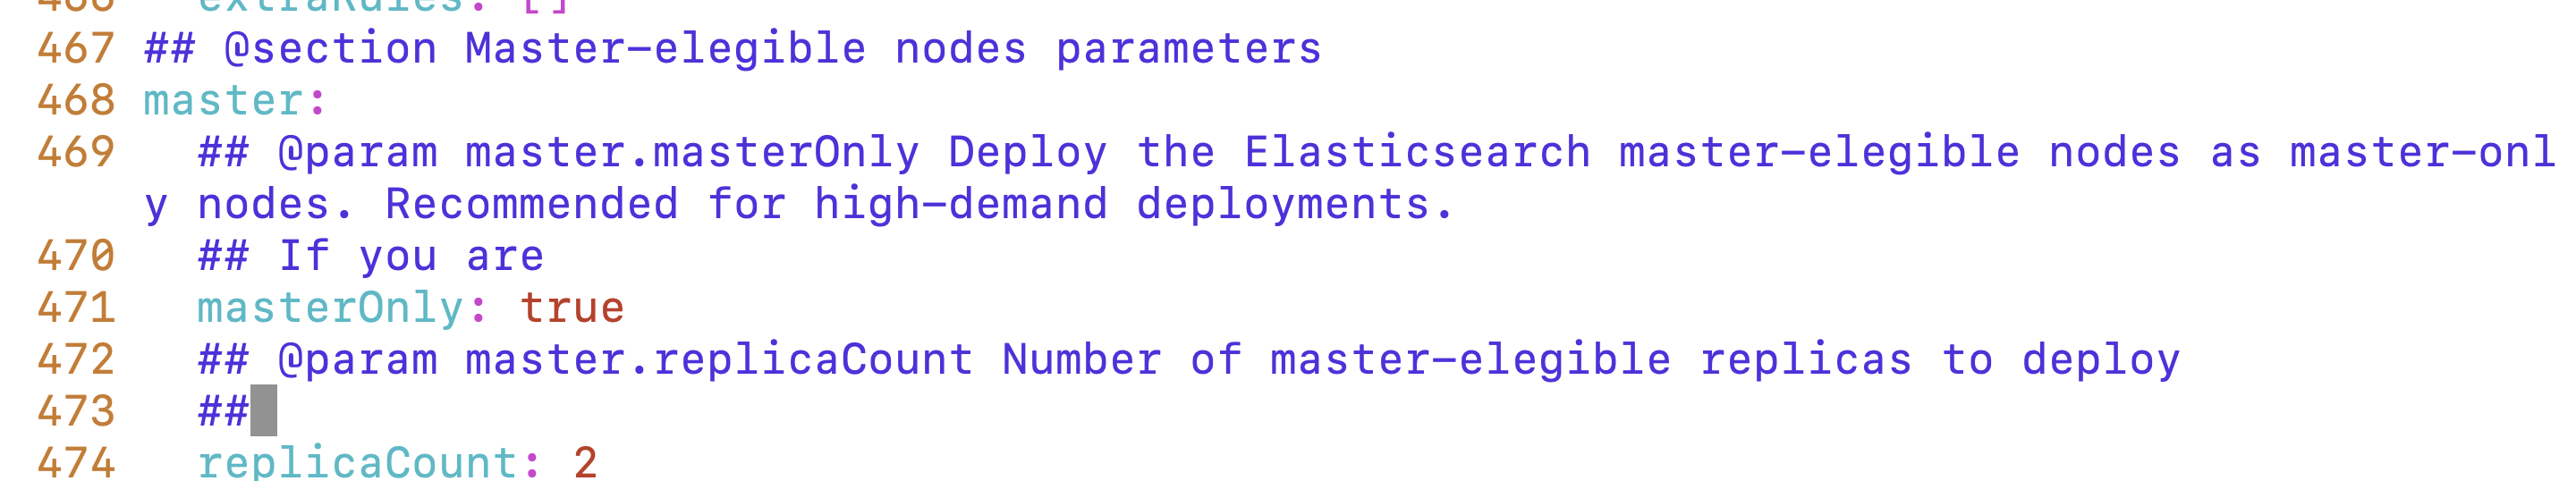 466   extraRules: []
467 ## @section Master-elegible nodes parameters
468 master:
469   ## @param master.masterOnly Deploy the Elasticsearch master-elegible nodes as master-onl
y nodes. Recommended for high-demand deployments.
470   ## If you are
471   masterOnly: true
472   ## @param master.replicaCount Number of master-elegible replicas to deploy
473   ##
474   replicaCount: 2